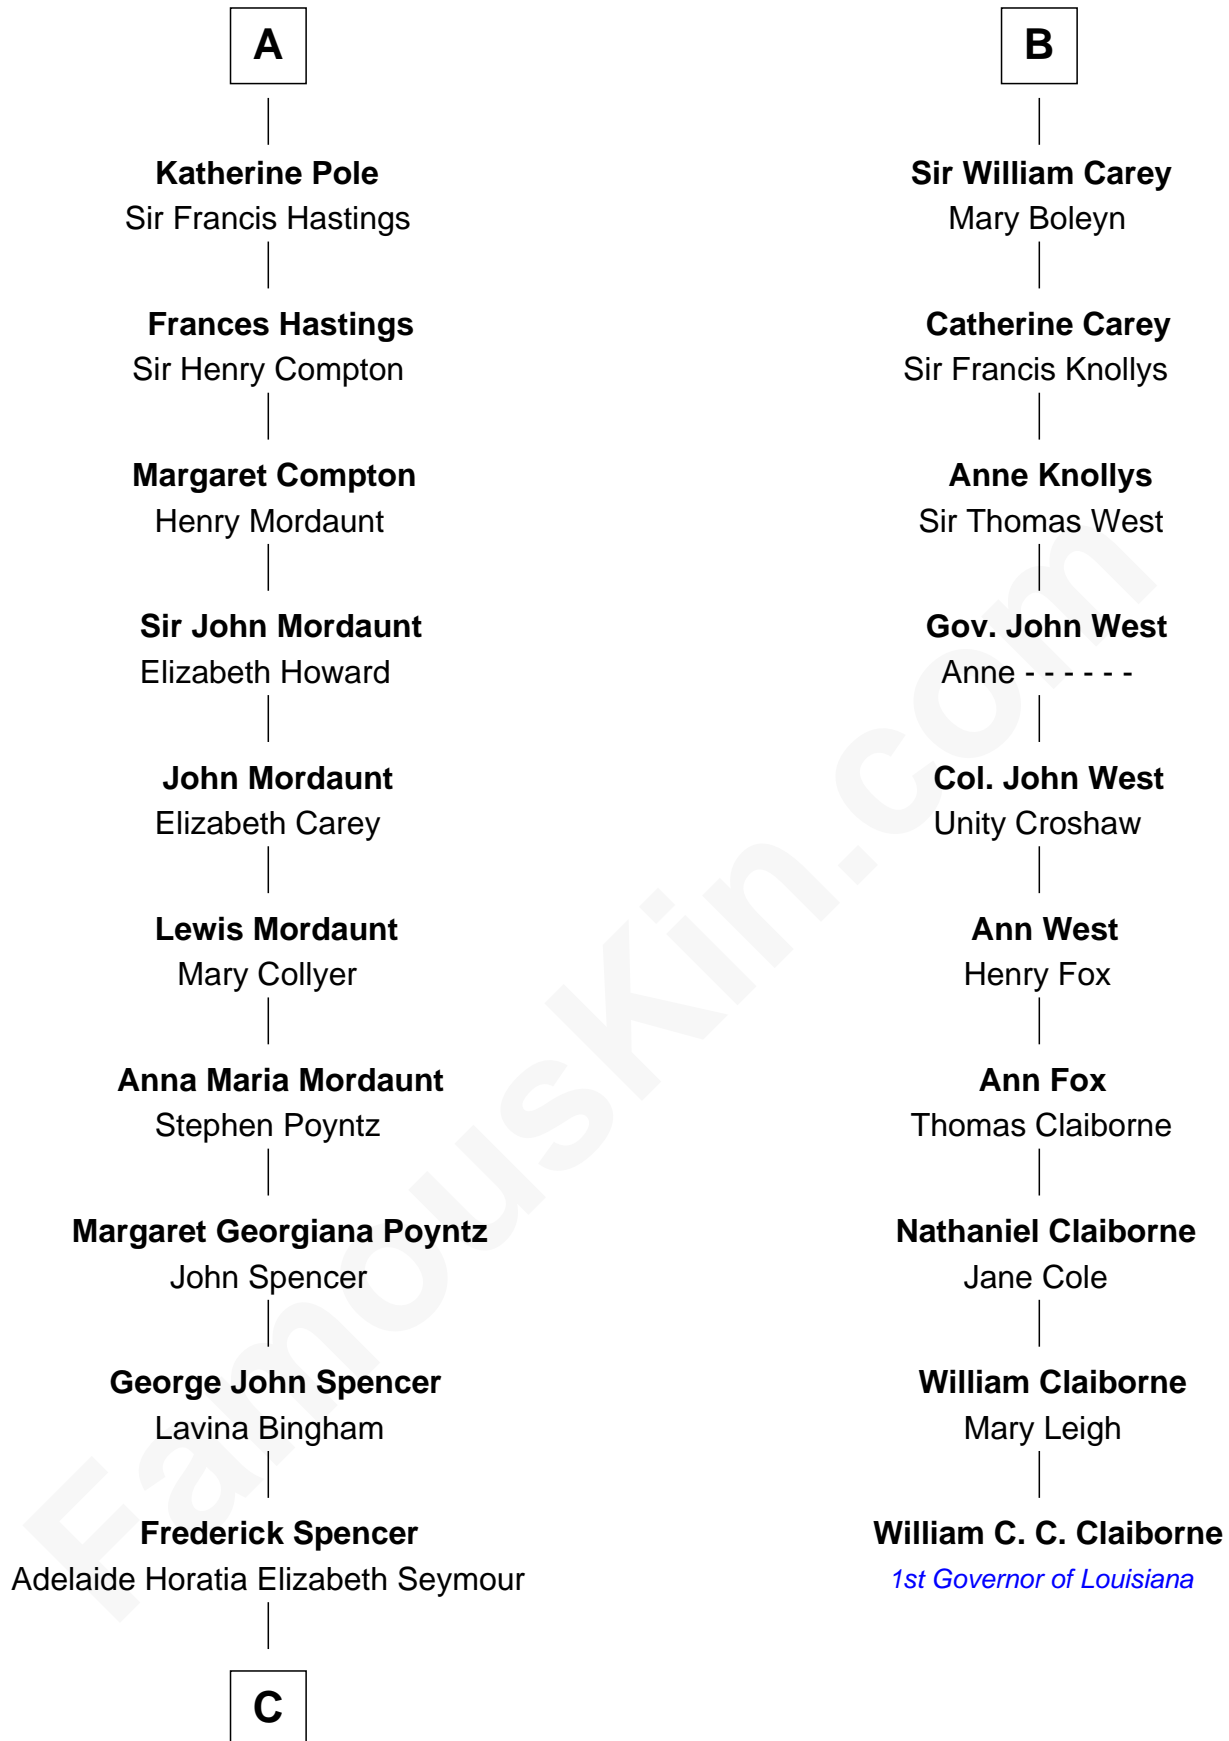 A
Katherine Pole
Sir Francis Hastings
Frances Hastings
Sir Henry Compton
Margaret Compton
Henry Mordaunt
Sir John Mordaunt
Elizabeth Howard
John Mordaunt
Elizabeth Carey
Lewis Mordaunt
Mary Collyer
Anna Maria Mordaunt
Stephen Poyntz
Margaret Georgiana Poyntz
John Spencer
George John Spencer
Lavina Bingham
Frederick Spencer
Adelaide Horatia Elizabeth Seymour
C
B
Sir William Carey
Mary Boleyn
Catherine Carey
Sir Francis Knollys
Anne Knollys
Sir Thomas West
Gov. John West
Anne - - - - - -
Col. John West
Unity Croshaw
Ann West
Henry Fox
Ann Fox
Thomas Claiborne
Nathaniel Claiborne
Jane Cole
William Claiborne
Mary Leigh
William C. C. Claiborne
1st Governor of Louisiana
FamousKin.com